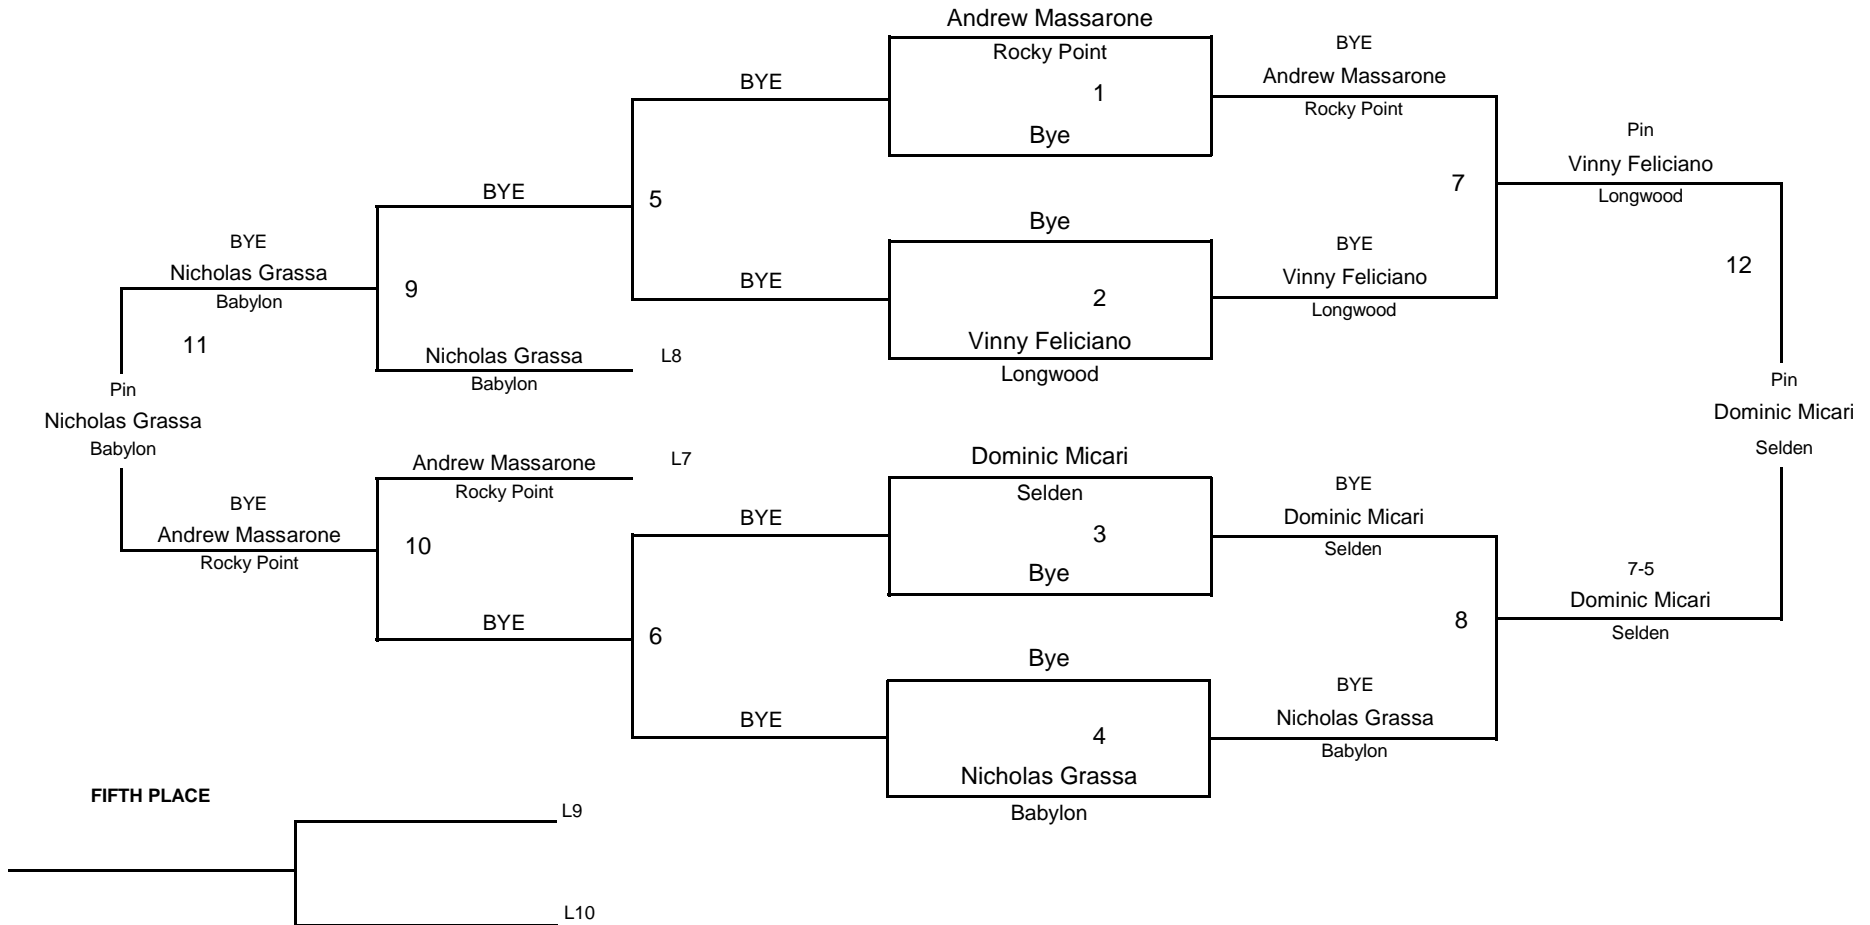 Andrew Massarone
Rocky Point
1
Bye
Bye
2
Vinny Feliciano
Longwood
Dominic Micari
Selden
3
Bye
Bye
4
Nicholas Grassa
Babylon
BYE
Andrew Massarone
Rocky Point
7
BYE
Vinny Feliciano
Longwood
BYE
Dominic Micari
Selden
8
BYE
Nicholas Grassa
Babylon
Pin
Vinny Feliciano
Longwood
12
7-5
Dominic Micari
Selden
Pin
Dominic Micari
Selden
BYE
5
BYE
BYE
6
BYE
BYE
9
Nicholas Grassa
Babylon
L8
Andrew Massarone
Rocky Point
L7
10
BYE
BYE
Nicholas Grassa
Babylon
11
BYE
Andrew Massarone
Rocky Point
Pin
Nicholas Grassa
Babylon
FIFTH PLACE
L9
L10